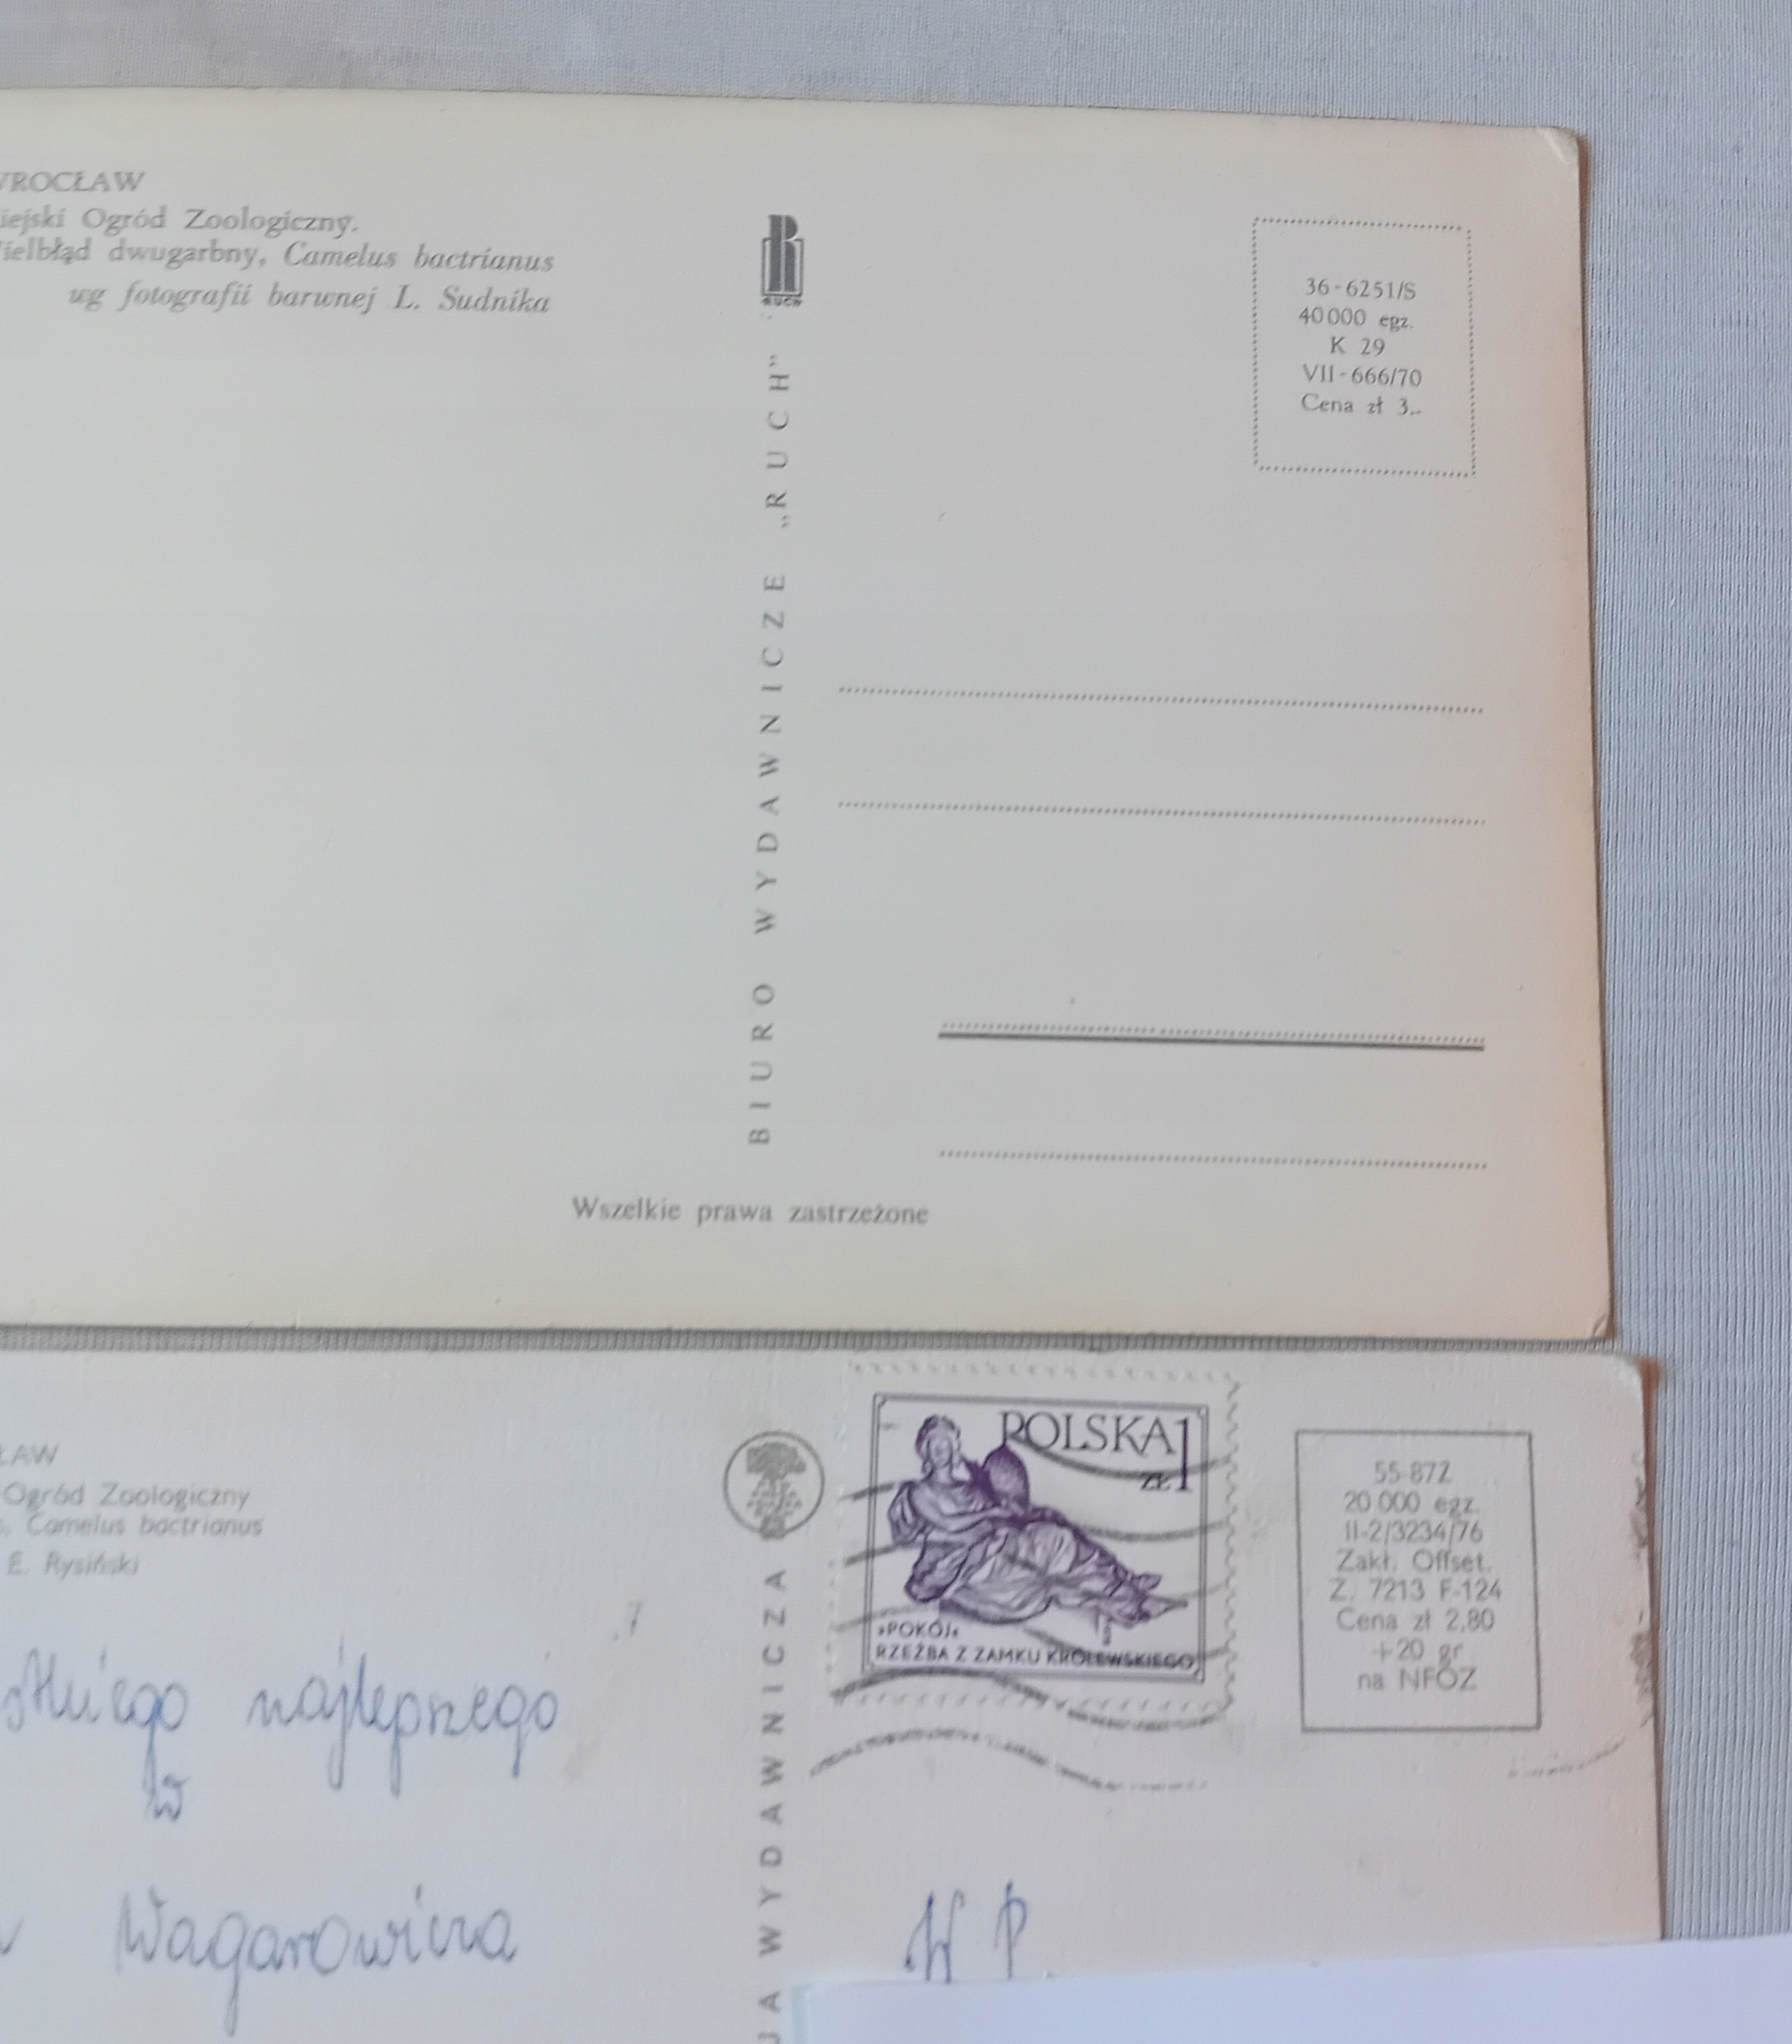 WROCŁAW
iejski Ogród Zoologiczny.
ielbłąd dwugarbny, Camelus bactrianus
wg fotografii barwnej L. Sudnika
RUCH
BIURO WYDAWNICZE „RUCH”
36-6251/S
40000 egz.
K 29
VII-666/70
Cena zł 3,-
Wszelkie prawa zastrzeżone
ŁAW
Ogród Zoologiczny
Camelus bactrianus
E. Rysiński
najlepszego
w
Wagarowicza
A WYDAWNICZA
POLSKA 1
ZŁ
»POKÓJ«
RZEŹBA Z ZAMKU KRÓLEWSKIEGO
55-872
20 000 egz.
II-2/3234/76
Zakł. Offset.
Z. 7213 F-124
Cena zł 2,80
+20 gr
na NFOZ
W P.